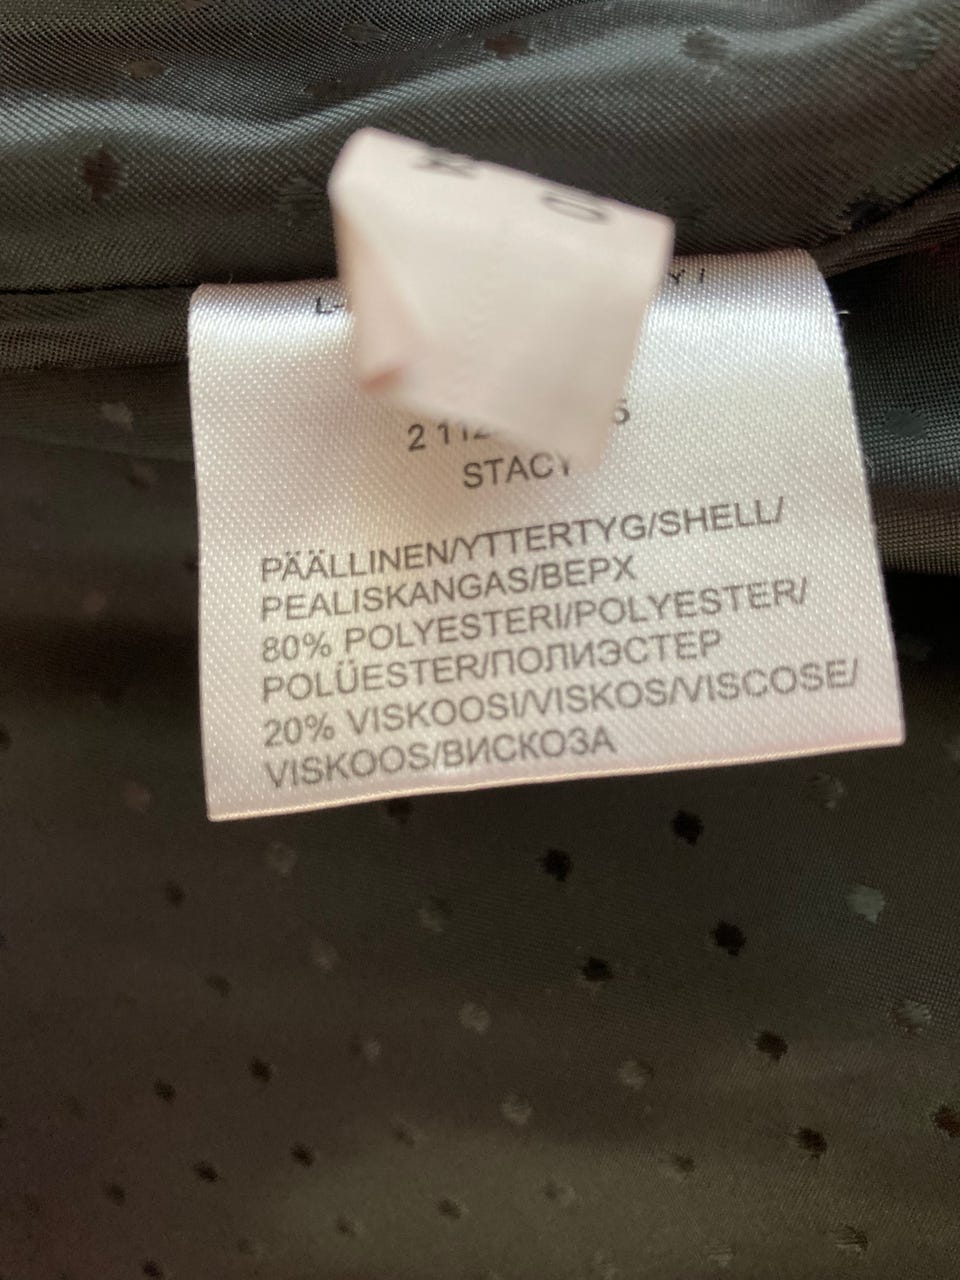 STACY
PÄÄLLINEN/YTTERTYG/SHELL/
PEALISKANGAS/ВЕРХ
80% POLYESTERI/POLYESTER/
POLÜESTER/ПОЛИЭСТЕР
20% VISKOOSI/VISKOS/VISCOSE/
VISKOOS/ВИСКОЗА